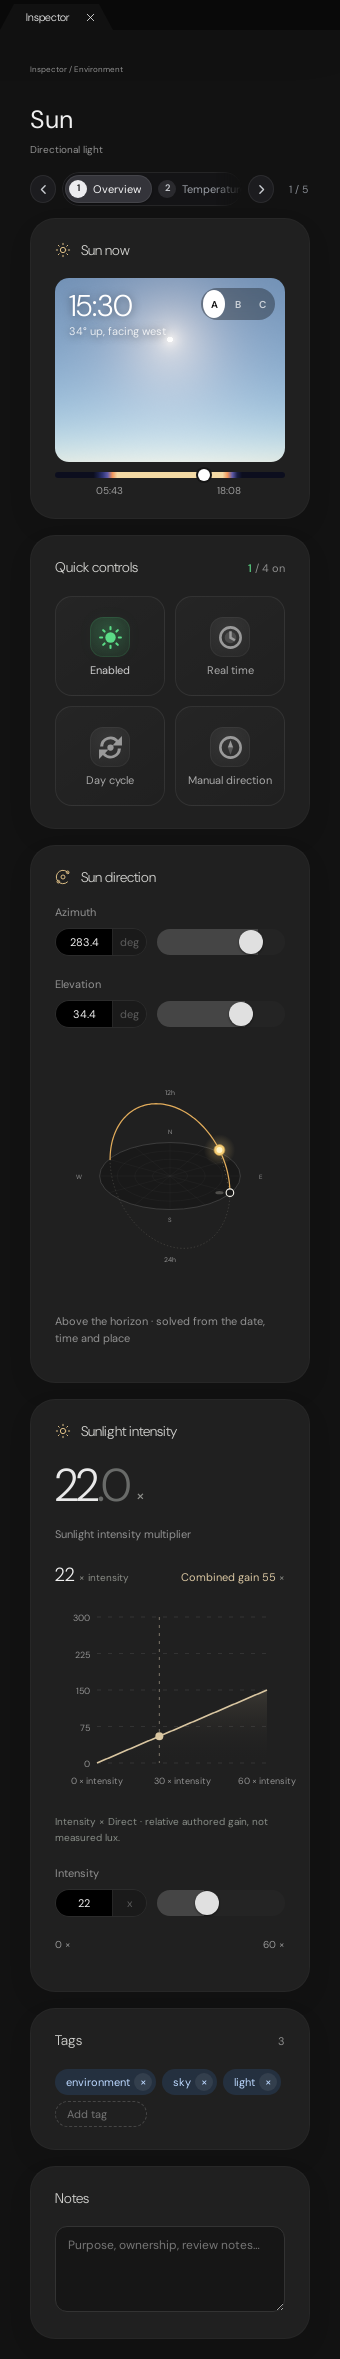 Inspector
Inspector / Environment
Sun
Directional light
1 Overview 2 Temperatur 1 / 5
Sun now
15:30
A B C
34° up, facing west
05:43 18:08
Quick controls 1 / 4 on
Enabled Real time
Day cycle Manual direction
Sun direction
Azimuth
283.4 deg
Elevation
34.4 deg
12h
N
W E
S
24h
Above the horizon · solved from the date,
time and place
Sunlight intensity
22.0 ×
Sunlight intensity multiplier
22 × intensity Combined gain 55 ×
300
225
150
75
0
0 × intensity 30 × intensity 60 × intensity
Intensity × Direct · relative authored gain, not
measured lux.
Intensity
22 x
0 × 60 ×
Tags 3
environment × sky × light ×
Add tag
Notes
Purpose, ownership, review notes...